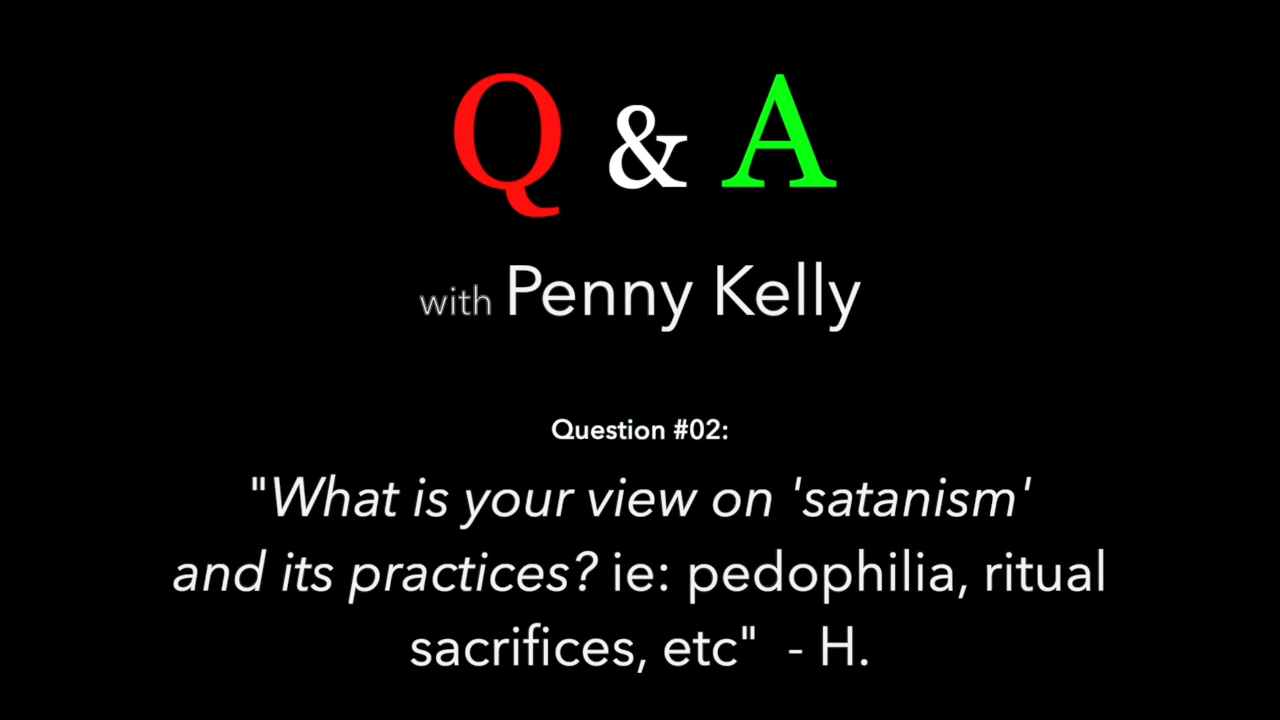 Q & A
with Penny Kelly
Question #02:
"What is your view on 'satanism'
and its practices? ie: pedophilia, ritual
sacrifices, etc" - H.